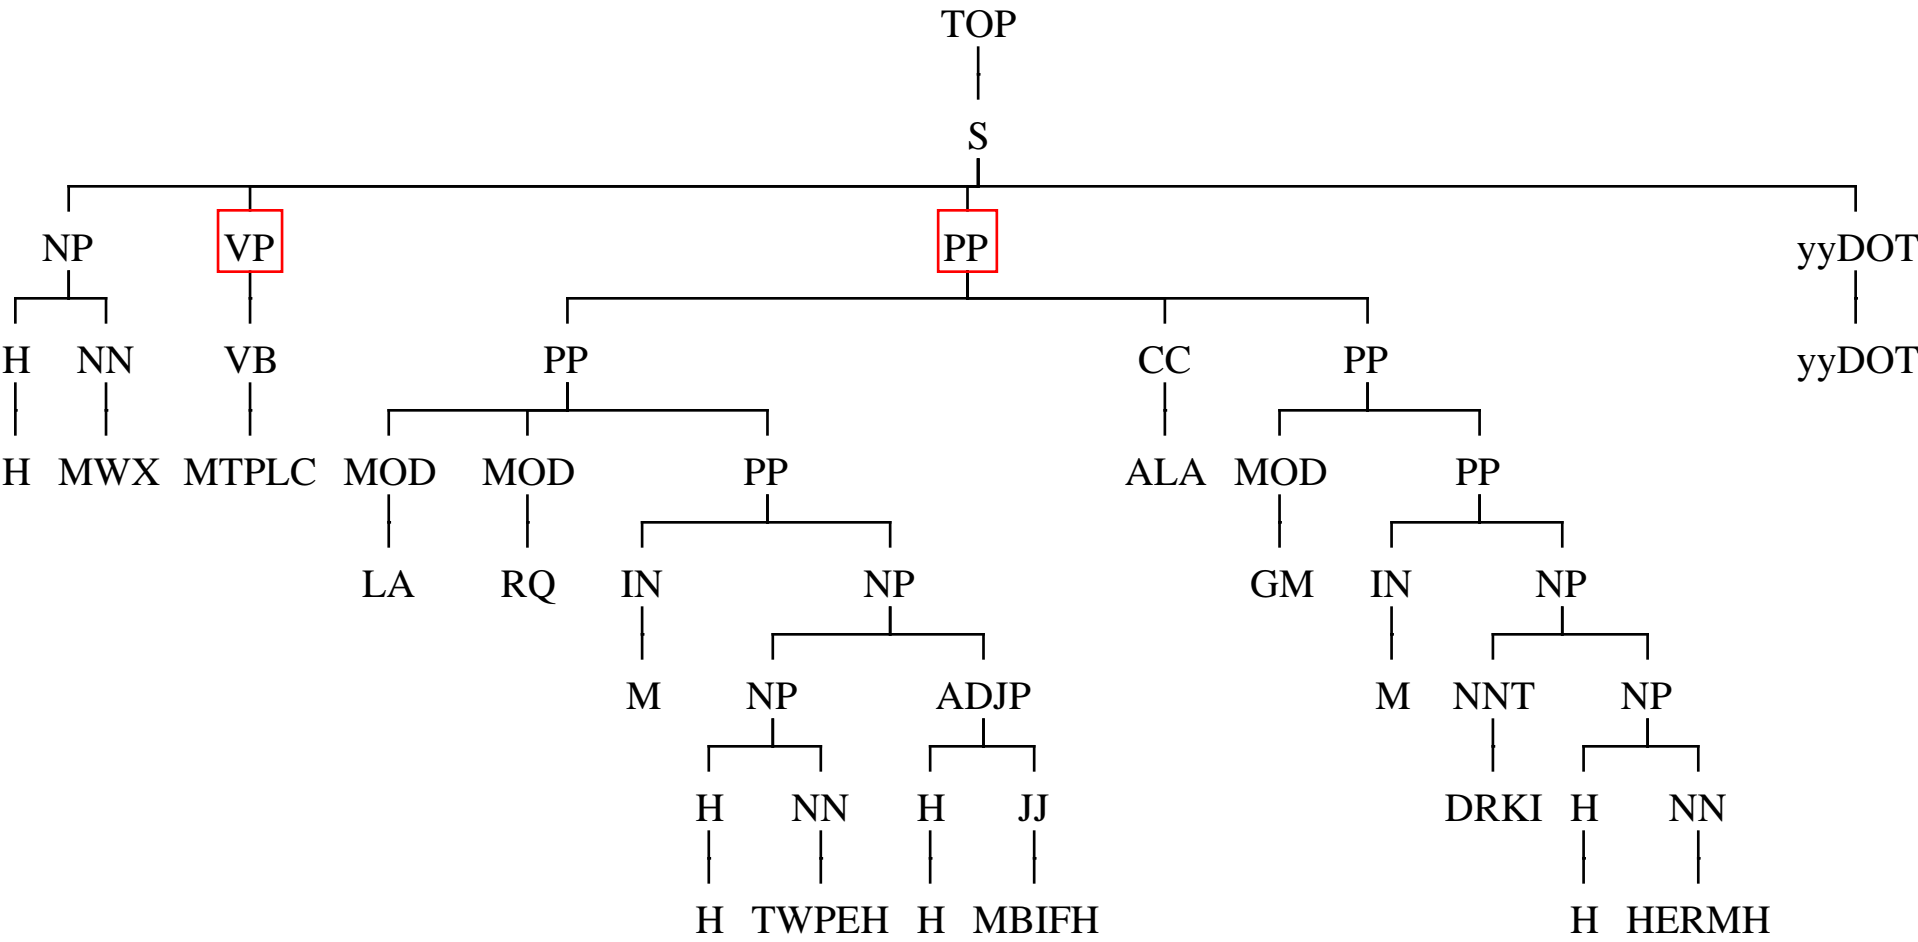 TOP
S
NP VP PP yyDOT
H NN VB PP CC PP yyDOT
H MWX MTPLC MOD MOD PP ALA MOD PP
LA RQ IN NP GM IN NP
M NP ADJP M NNT NP
H NN H JJ DRKI H NN
H TWPEH H MBIFH H HERMH